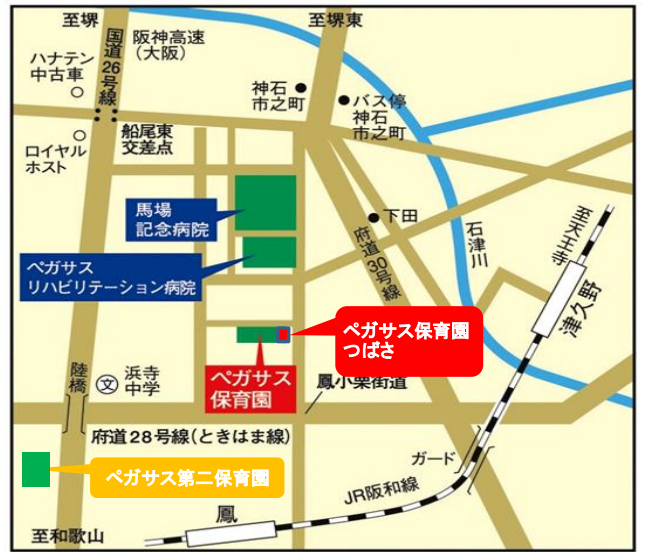 至堺
国道26号線
阪神高速
(大阪)
至堺東
ハナテン
中古車
神石
市之町
バス停
神石
市之町
船尾東
交差点
ロイヤル
ホスト
馬場
記念病院
下田
府道30号線
石津川
至天王寺
ペガサス
リハビリテーション病院
津久野
ペガサス保育園
つばさ
ペガサス
保育園
鳳小栗街道
陸橋
文
浜寺
中学
府道28号線(ときはま線)
ガード
ペガサス第二保育園
JR阪和線
鳳
至和歌山